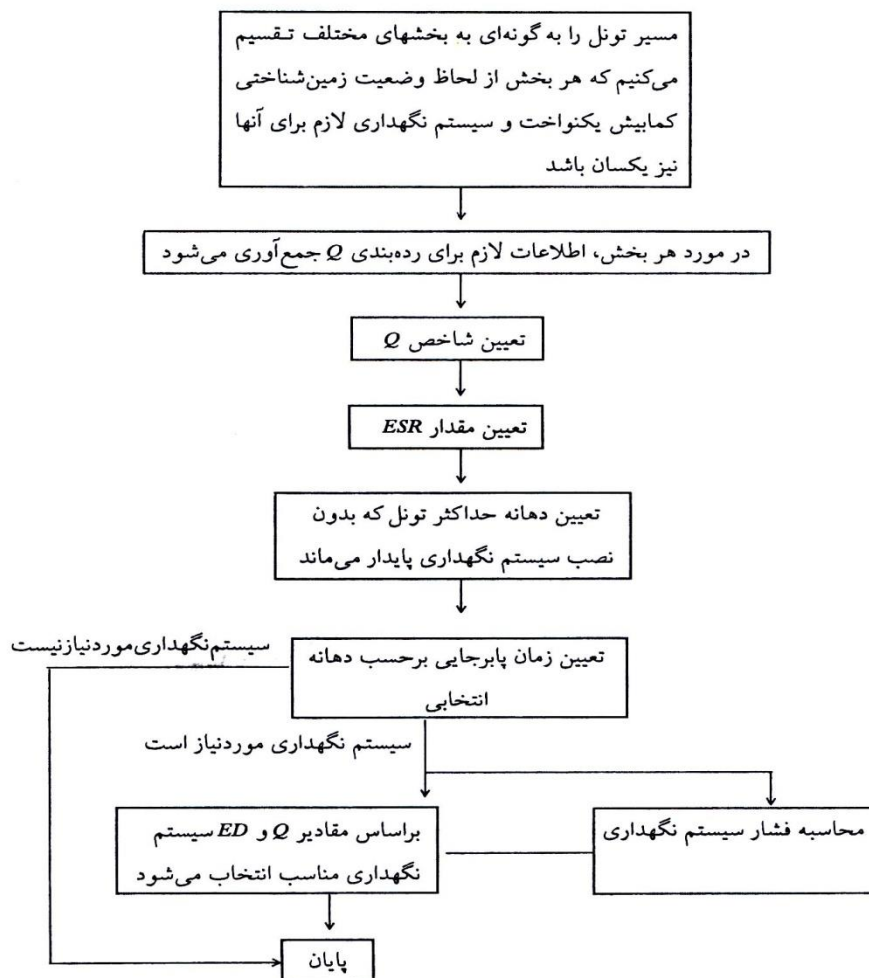 مسیر تونل را به گونه‌ای به بخشهای مختلف تـقسیم
می‌کنیم که هر بخش از لحاظ وضعیت زمین‌شناختی
کمابیش یکنواخت و سیستم نگهداری لازم برای آنها
نیز یکسان باشد
در مورد هر بخش، اطلاعات لازم برای رده‌بندی Q جمع‌آوری می‌شود
تعیین شاخص Q
تعیین مقدار ESR
تعیین دهانه حداکثر تونل که بدون
نصب سیستم نگهداری پایدار می‌ماند
سیستم‌نگهداری‌موردنیازنیست
تعیین زمان پابرجایی برحسب دهانه
انتخابی
سیستم نگهداری موردنیاز است
براساس مقادیر Q و ED سیستم
نگهداری مناسب انتخاب می‌شود
محاسبه فشار سیستم نگهداری
پایان